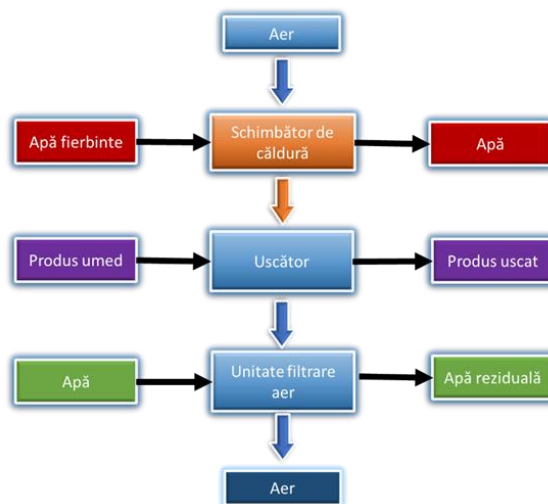 Aer
Apă fierbinte
Schimbător de
căldură
Apă
Produs umed
Uscător
Produs uscat
Apă
Unitate filtrare
aer
Apă reziduală
Aer